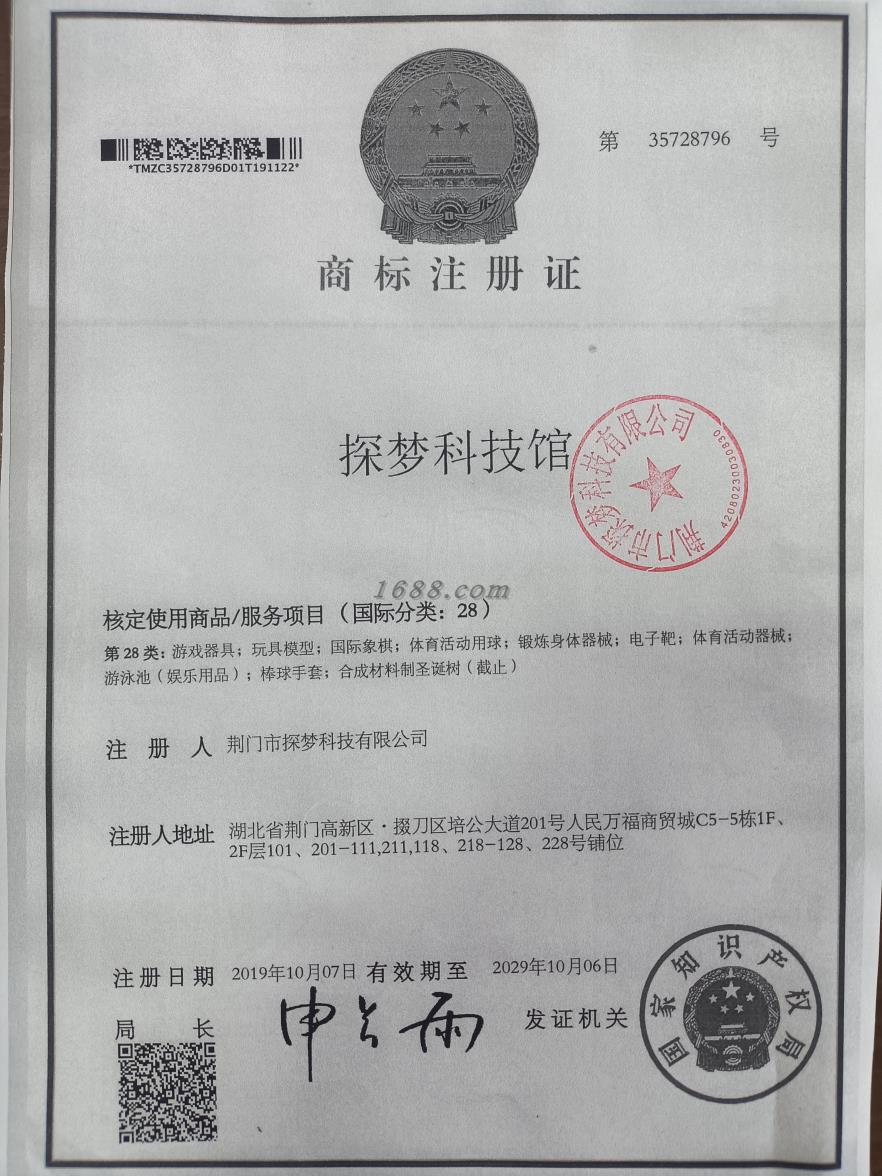 第 35728796 号
*TMZC35728796D01T191122*
商标注册证
探梦科技馆
荆门市探梦科技有限公司
4208023003083０
1688.com
核定使用商品/服务项目（国际分类：28）
第 28 类：游戏器具；玩具模型；国际象棋；体育活动用球；锻炼身体器械；电子靶；体育活动器械；
游泳池（娱乐用品）；棒球手套；合成材料制圣诞树（截止）
注 册 人 荆门市探梦科技有限公司
注册人地址 湖北省荆门高新区·掇刀区培公大道201号人民万福商贸城C5-5栋1F、
2F层101、201-111,211,118、218-128、228号铺位
注册日期 2019年10月07日 有效期至 2029年10月06日
局 长 申长雨 发证机关
国家知识产权局